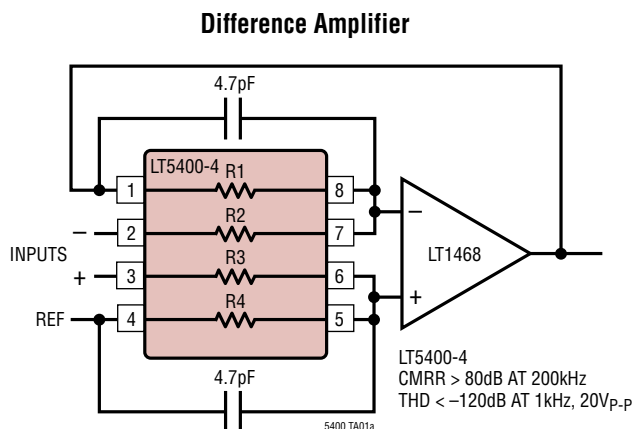 Difference Amplifier
4.7pF
LT5400-4
R1
1
8
R2
−
2
7
INPUTS
R3
+
3
6
R4
REF
4
5
4.7pF
−
LT1468
+
LT5400-4
CMRR > 80dB AT 200kHz
THD < –120dB AT 1kHz, 20VP-P
5400 TA01a